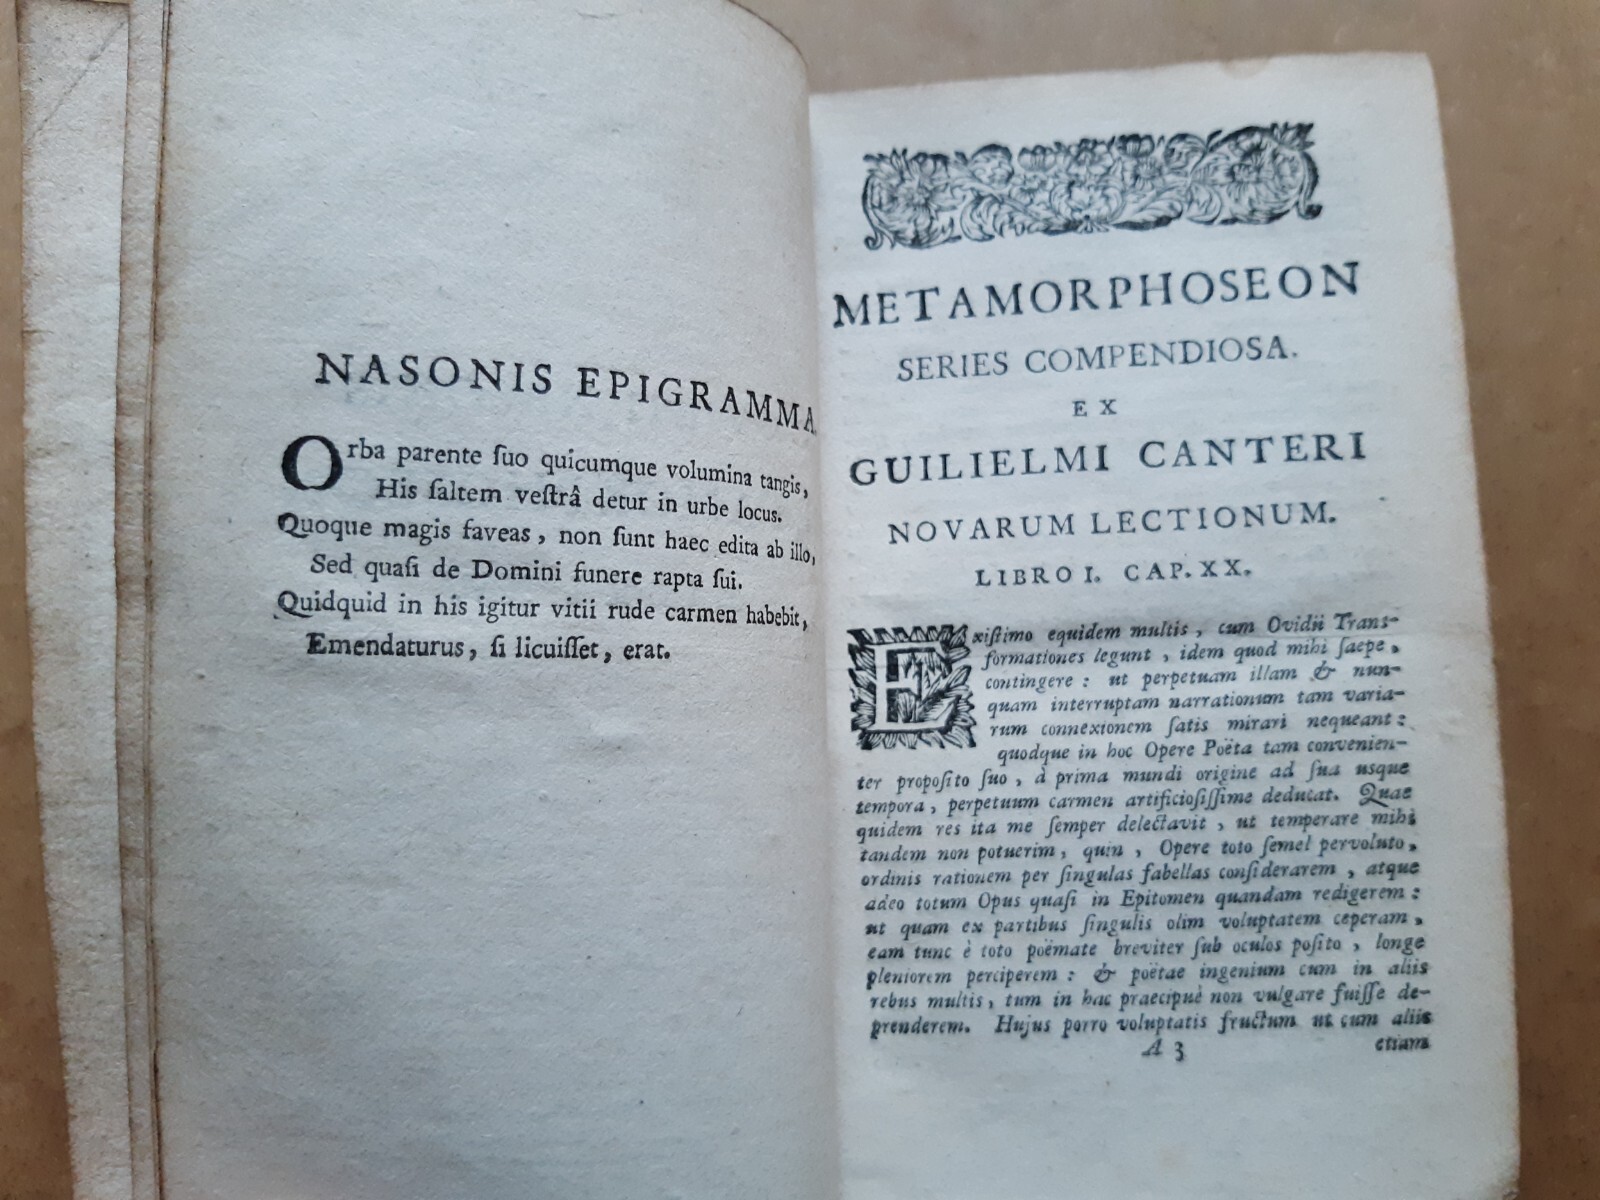 NASONIS EPIGRAMMA.
Orba parente ſuo quicumque volumina tangis,
His ſaltem veſtrâ detur in urbe locus.
Quoque magis faveas, non ſunt haec edita ab illo,
Sed quaſi de Domini funere rapta ſui.
Quidquid in his igitur vitii rude carmen habebit,
Emendaturus, ſi licuiſſet, erat.
METAMORPHOSEON
SERIES COMPENDIOSA.
EX
GUILIELMI CANTERI
NOVARUM LECTIONUM.
LIBRO I. CAP. XX.
Exiſtimo equidem multis, cum Ovidii Trans-
formationes legunt, idem quod mihi ſaepe,
contingere: ut perpetuam illam & nun-
quam interruptam narrationum tam varia-
rum connexionem ſatis mirari nequeant:
quodque in hoc Opere Poëta tam convenien-
ter propoſito ſuo, à prima mundi origine ad ſua usque
tempora, perpetuum carmen artificioſiſſime deducat. Quae
quidem res ita me ſemper delectavit, ut temperare mihi
tandem non potuerim, quin, Opere toto ſemel pervoluto,
ordinis rationem per ſingulas fabellas conſiderarem, atque
adeo totum Opus quaſi in Epitomen quandam redigerem:
ut quam ex partibus ſingulis olim voluptatem ceperam,
eam tunc è toto poëmate breviter ſub oculos poſito, longe
pleniorem perciperem: & poëtae ingenium cum in aliis
rebus multis, tum in hac praecipuè non vulgare fuiſſe de-
prenderem. Hujus porro voluptatis fructum ut cum aliis
A 3 etiam